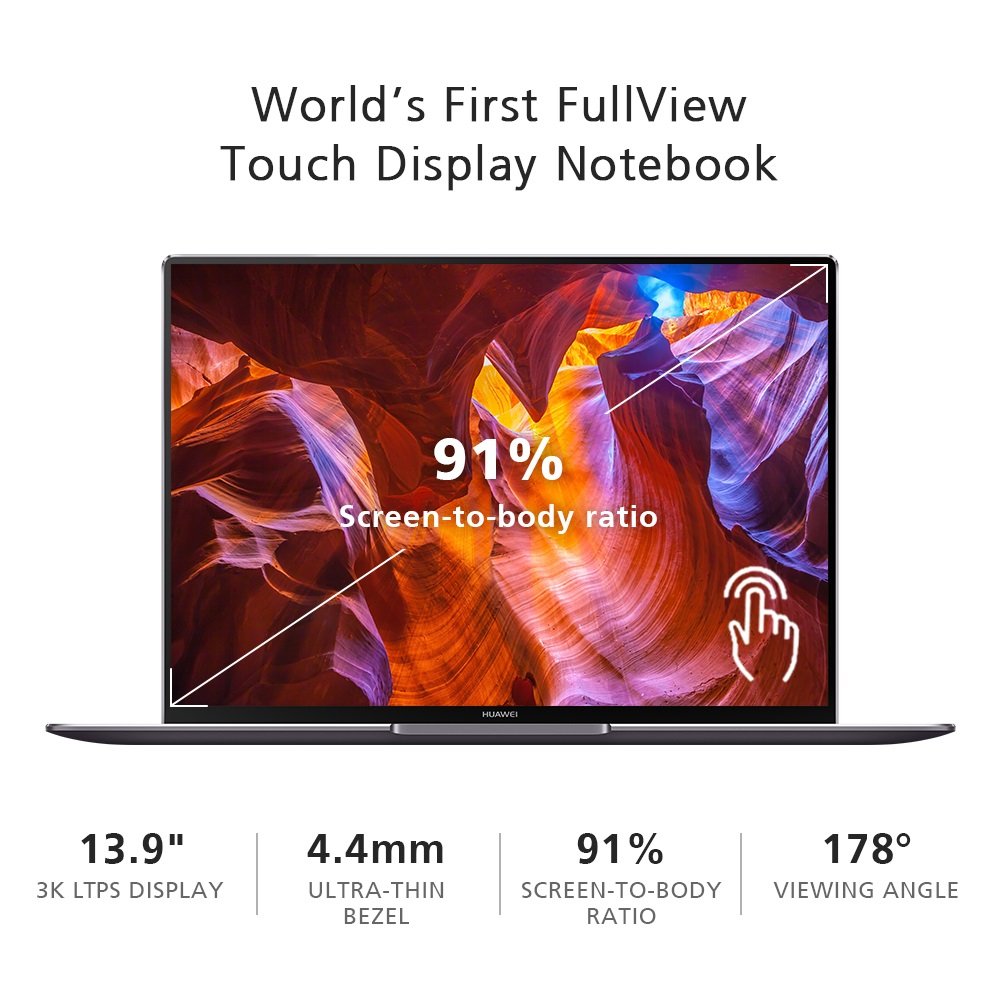 World’s First FullView
Touch Display Notebook
91%
Screen-to-body ratio
HUAWEI
13.9"
3K LTPS DISPLAY
4.4mm
ULTRA-THIN
BEZEL
91%
SCREEN-TO-BODY
RATIO
178°
VIEWING ANGLE